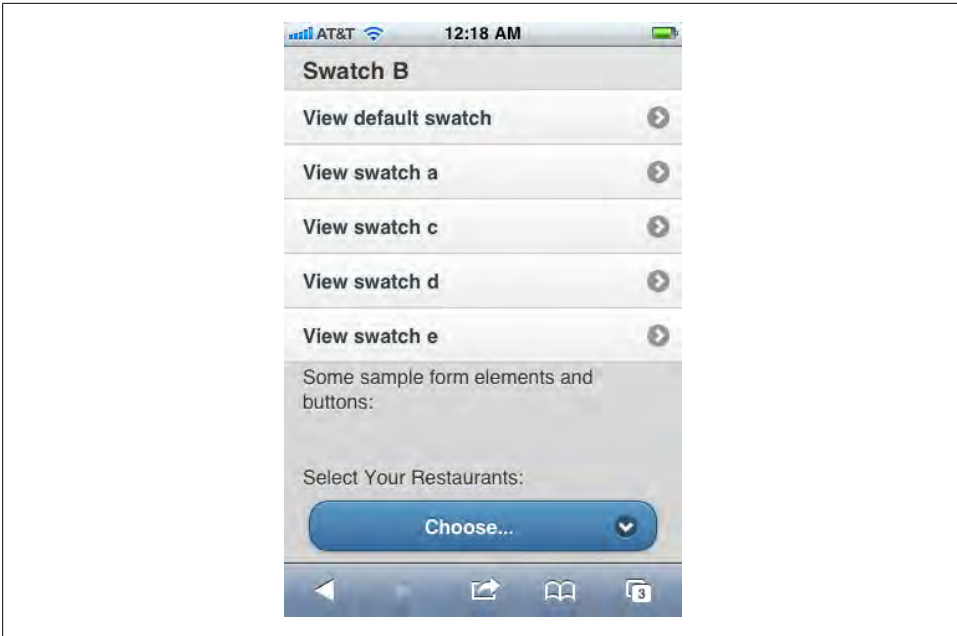 AT&T 12:18 AM
Swatch B
View default swatch
View swatch a
View swatch c
View swatch d
View swatch e
Some sample form elements and
buttons:
Select Your Restaurants:
Choose...
3